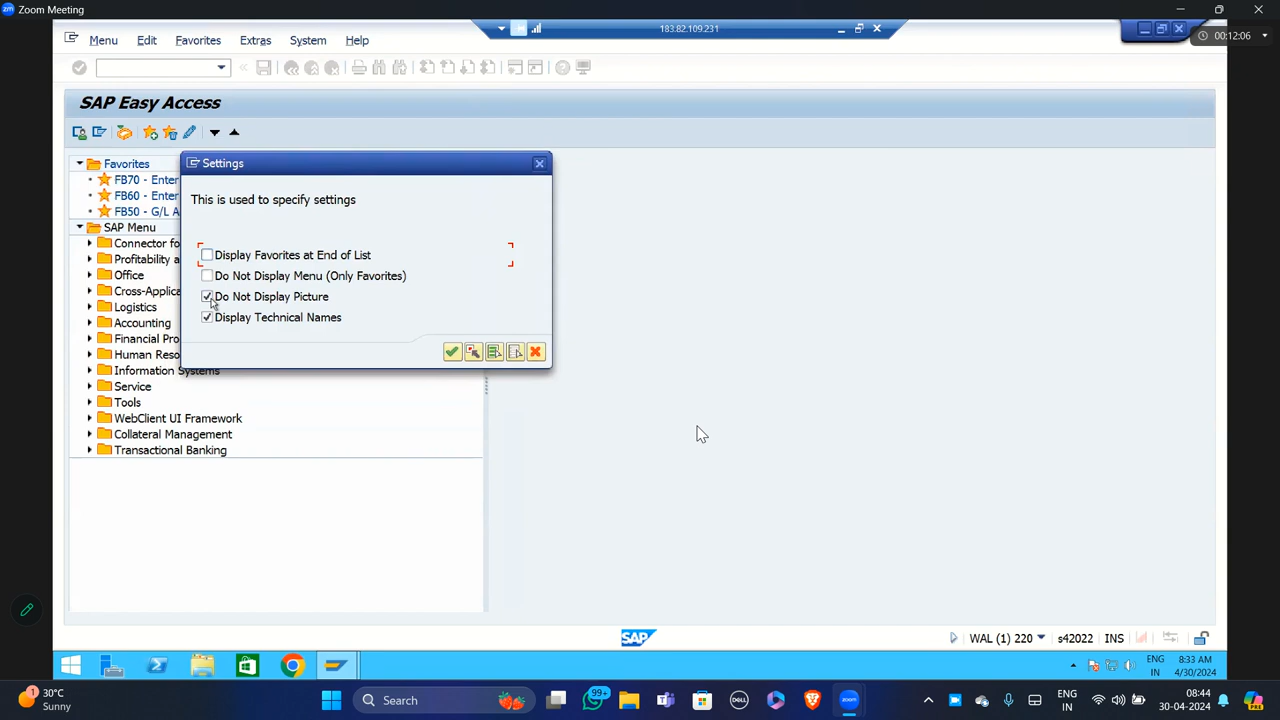 Zoom Meeting
183.82.109.231
00:12:06
Menu Edit Favorites Extras System Help
SAP Easy Access
Favorites
FB70 - Enter
FB60 - Enter
FB50 - G/L A
SAP Menu
Connector fo
Profitability a
Office
Cross-Applica
Logistics
Accounting
Financial Pro
Human Reso
Information Systems
Service
Tools
WebClient UI Framework
Collateral Management
Transactional Banking
Settings
This is used to specify settings
Display Favorites at End of List
Do Not Display Menu (Only Favorites)
Do Not Display Picture
Display Technical Names
SAP
WAL (1) 220 s42022 INS
ENG
IN
8:33 AM
4/30/2024
1
30°C
Sunny
Search
99+
DELL
zoom
ENG
IN
08:44
30-04-2024
PRE